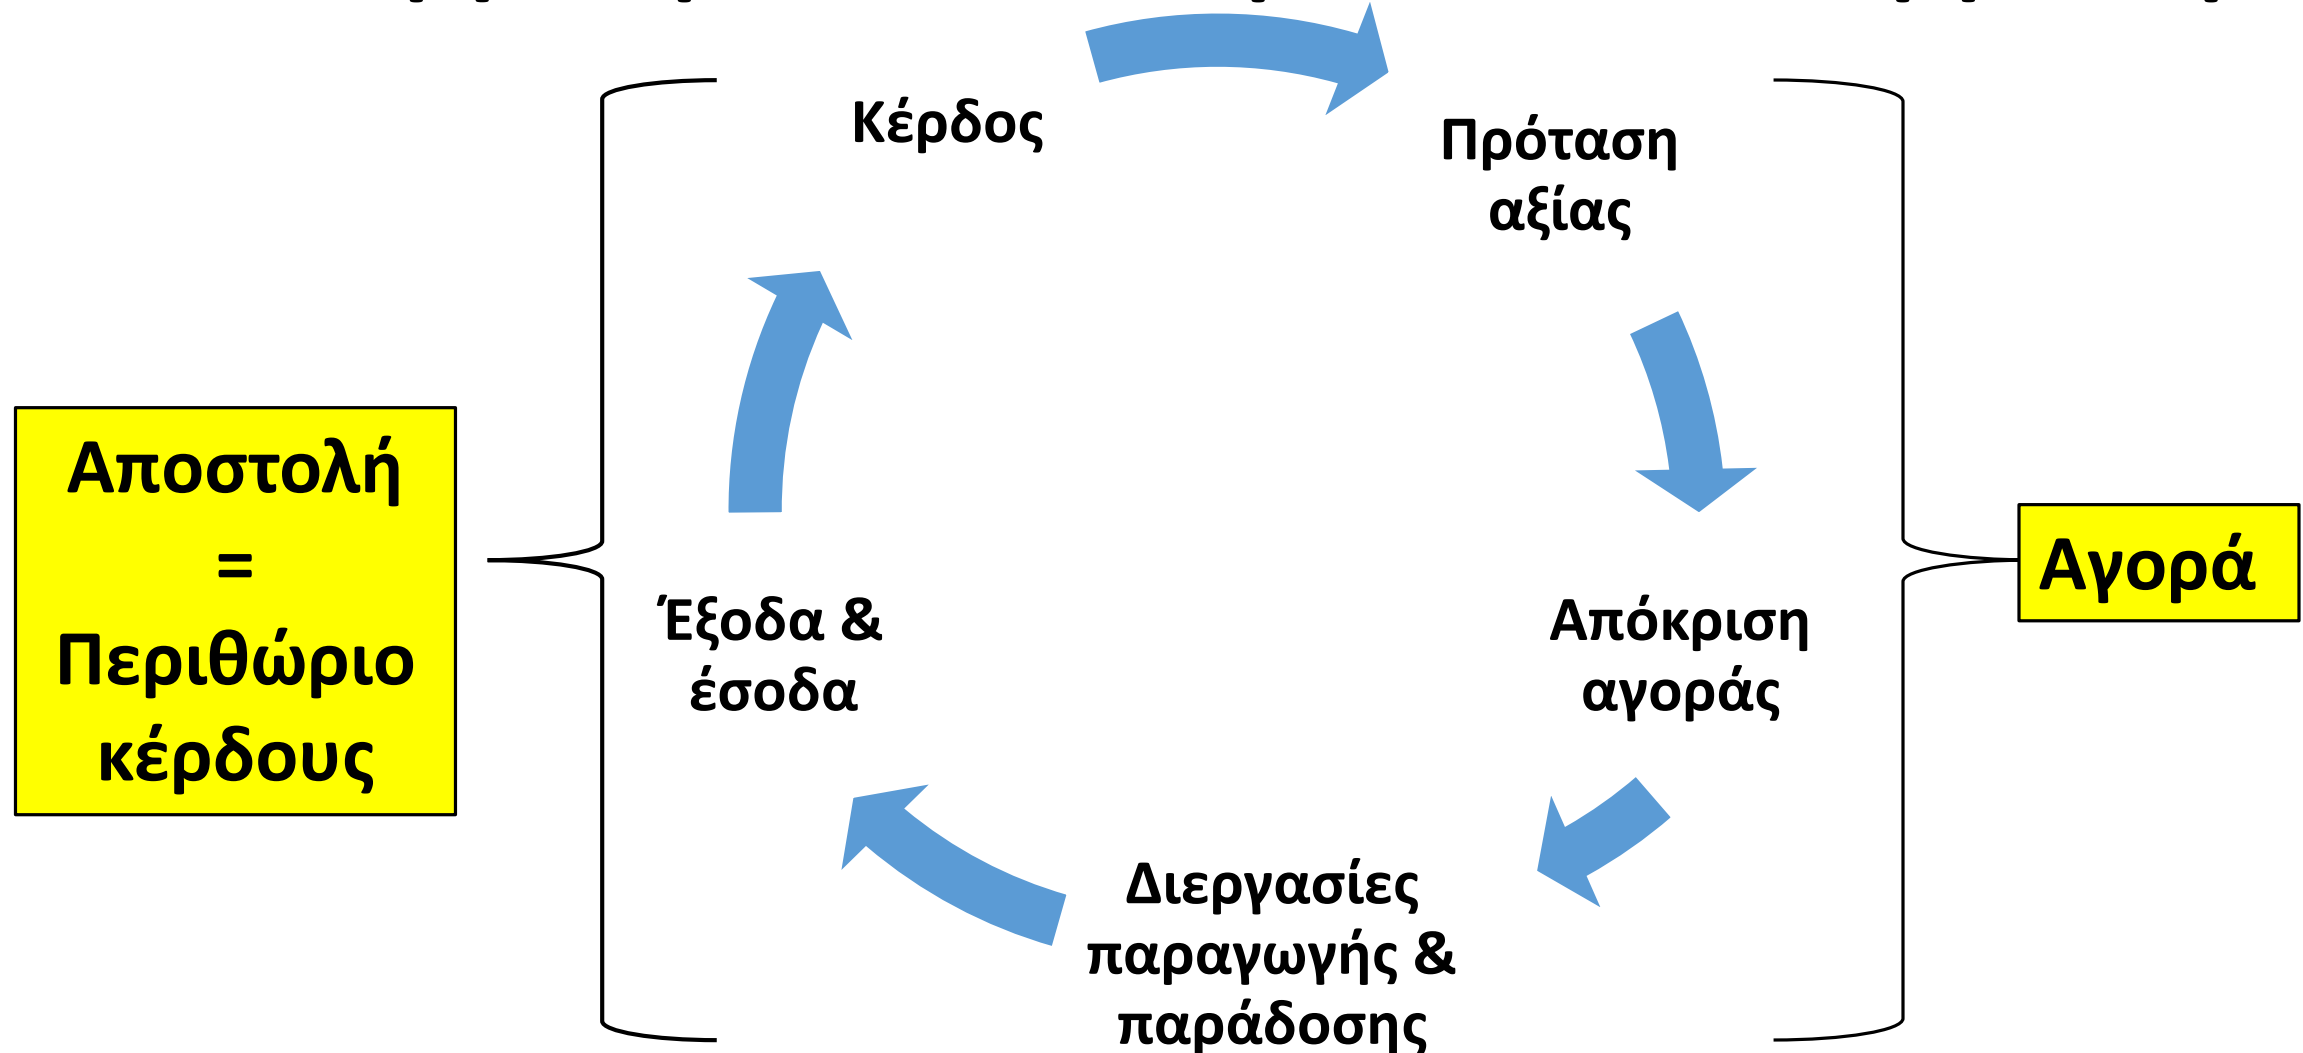 Κέρδος
Πρόταση
αξίας
Αποστολή
=
Περιθώριο
κέρδους
Έξοδα &
έσοδα
Απόκριση
αγοράς
Αγορά
Διεργασίες
παραγωγής &
παράδοσης